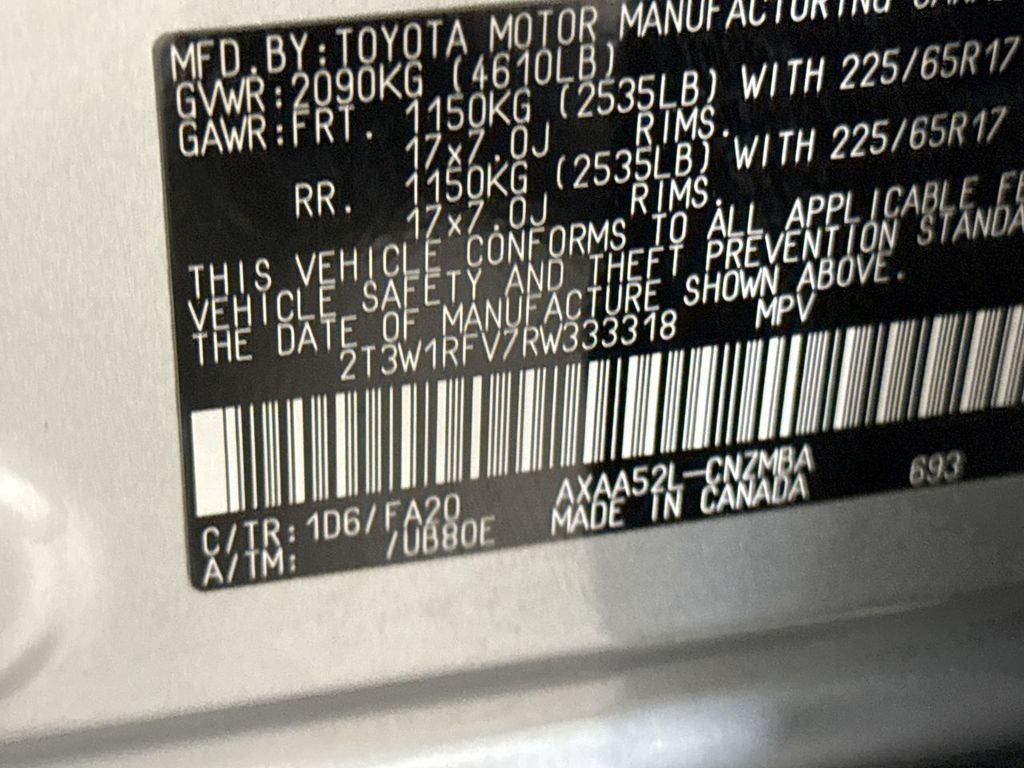 MFD.BY:TOYOTA MOTOR MANUFACTURING
GVWR:2090KG (4610LB)
GAWR:FRT. 1150KG (2535LB) WITH 225/65R17
17x7.0J RIMS.
RR. 1150KG (2535LB) WITH 225/65R17
17x7.0J RIMS.
THIS VEHICLE CONFORMS TO ALL APPLICABLE
VEHICLE SAFETY AND THEFT PREVENTION STANDA
THE DATE OF MANUFACTURE SHOWN ABOVE.
2T3W1RFV7RW333318 MPV
C/TR:1D6/FA20 AXAA52L-CNZMBA 693
A/TM: /UB80E MADE IN CANADA